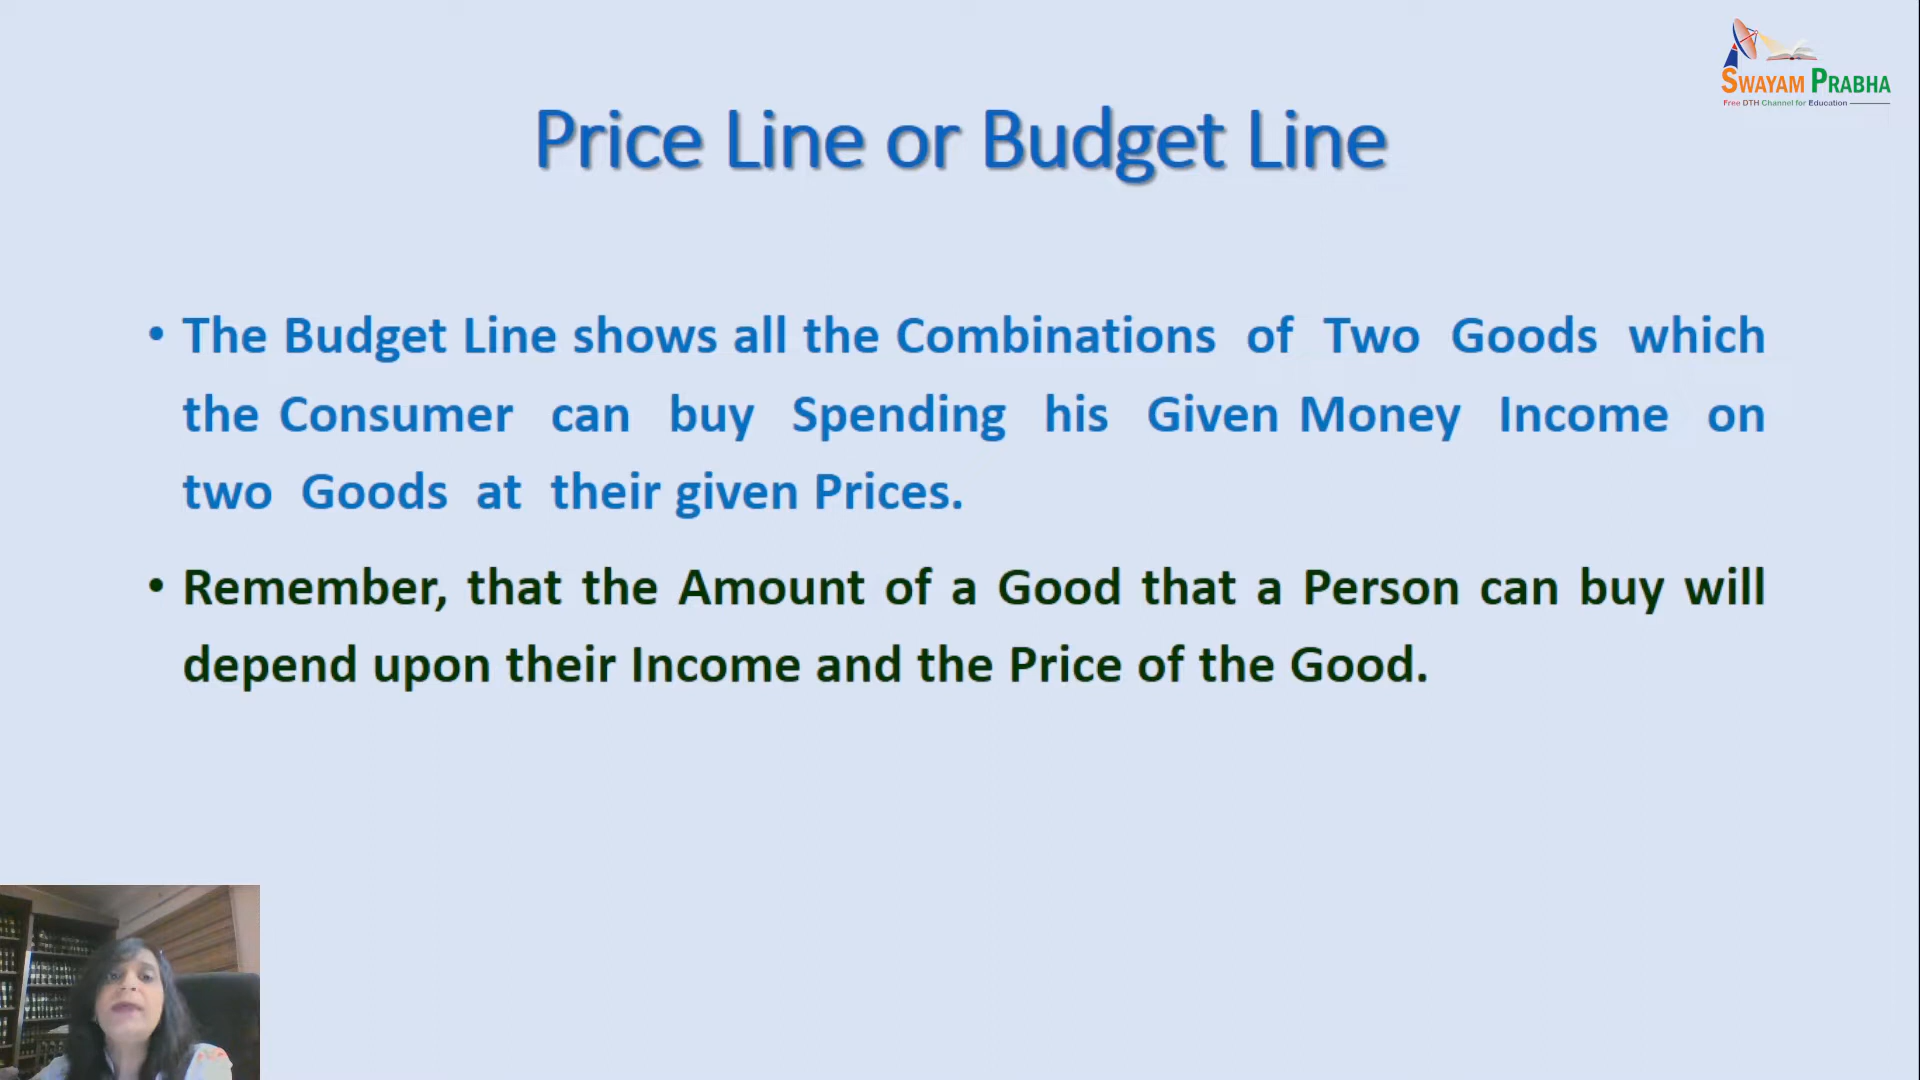 SWAYAM PRABHA
Free DTH Channel for Education
Price Line or Budget Line
• The Budget Line shows all the Combinations of Two Goods which
the Consumer can buy Spending his Given Money Income on
two Goods at their given Prices.
• Remember, that the Amount of a Good that a Person can buy will
depend upon their Income and the Price of the Good.